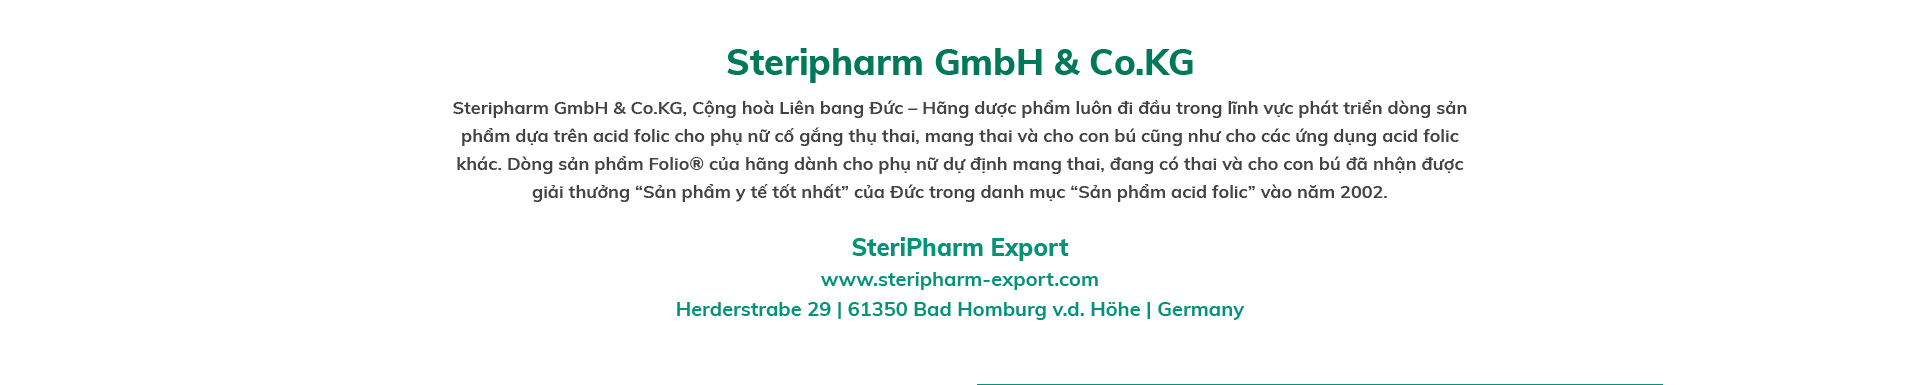 Steripharm GmbH & Co.KG
Steripharm GmbH & Co.KG, Cộng hoà Liên bang Đức – Hãng dược phẩm luôn đi đầu trong lĩnh vực phát triển dòng sản
phẩm dựa trên acid folic cho phụ nữ cố gắng thụ thai, mang thai và cho con bú cũng như cho các ứng dụng acid folic
khác. Dòng sản phẩm Folio® của hãng dành cho phụ nữ dự định mang thai, đang có thai và cho con bú đã nhận được
giải thưởng “Sản phẩm y tế tốt nhất” của Đức trong danh mục “Sản phẩm acid folic” vào năm 2002.
SteriPharm Export
www.steripharm-export.com
Herderstrabe 29 | 61350 Bad Homburg v.d. Höhe | Germany